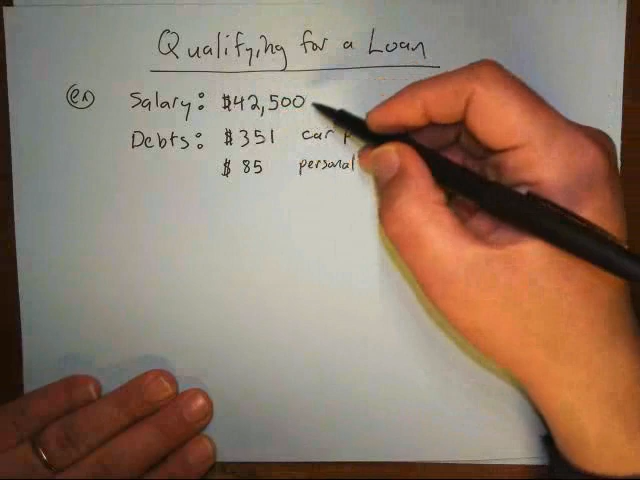 Qualifying for a Loan
ex Salary: $42,500
Debts: $351 car
$85 personal